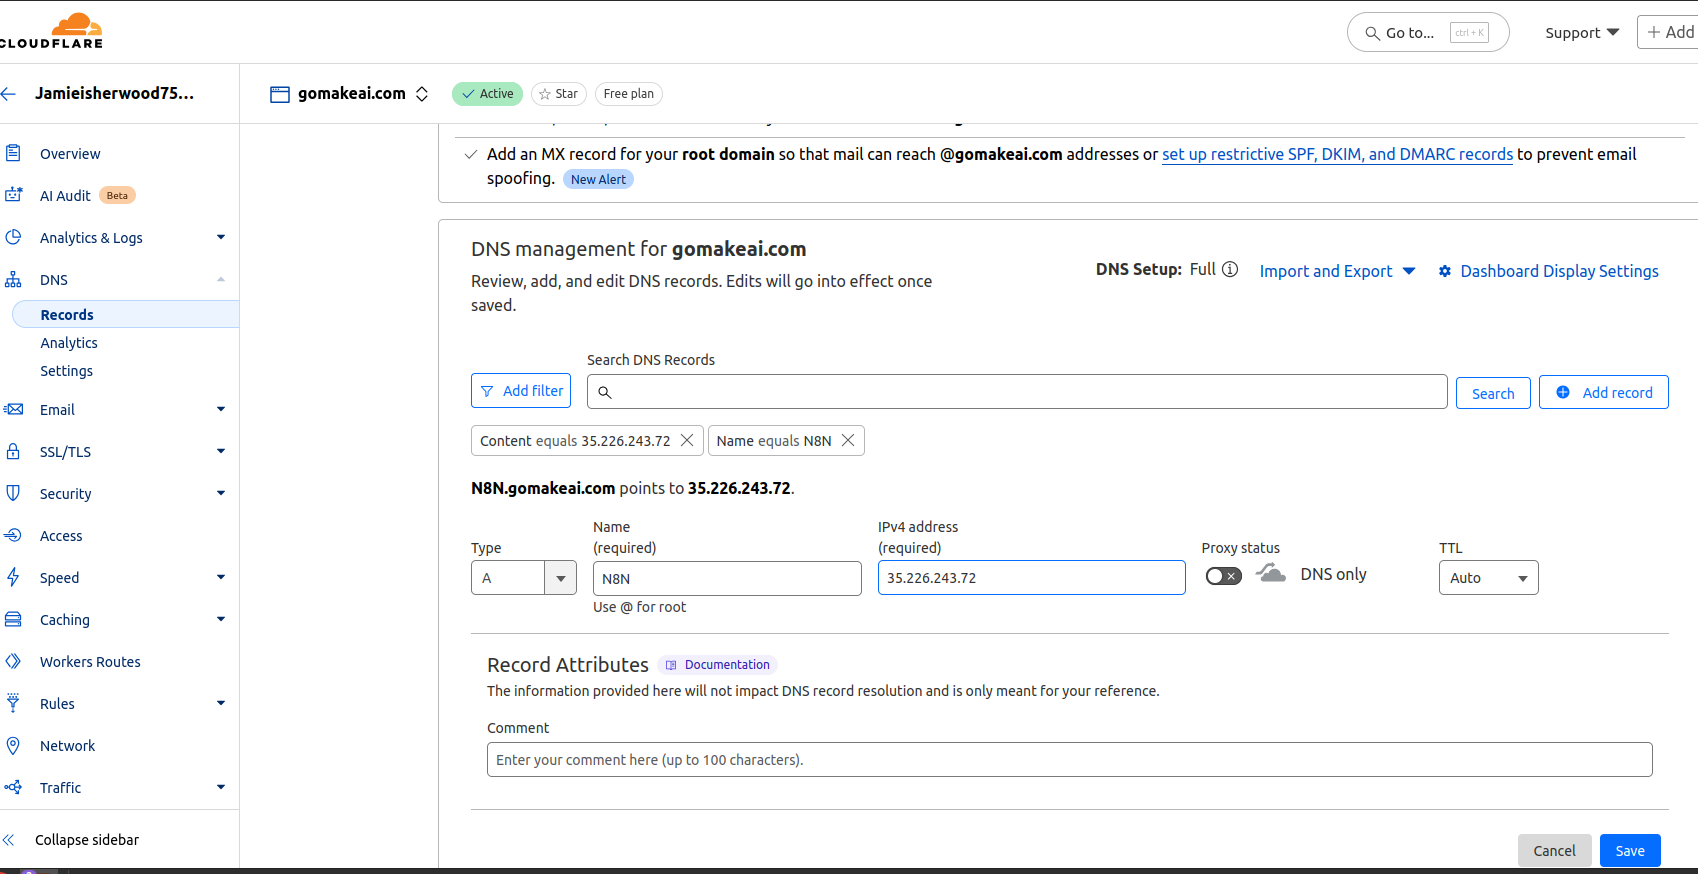 CLOUDFLARE
Go to...
ctrl + K
Support
+ Add
Jamieisherwood75...
gomakeai.com
Active
Star
Free plan
Overview
AI Audit Beta
Analytics & Logs
DNS
Records
Analytics
Settings
Email
SSL/TLS
Security
Access
Speed
Caching
Workers Routes
Rules
Network
Traffic
Collapse sidebar
Add an MX record for your root domain so that mail can reach @gomakeai.com addresses or set up restrictive SPF, DKIM, and DMARC records to prevent email
spoofing. New Alert
DNS management for gomakeai.com
Review, add, and edit DNS records. Edits will go into effect once
saved.
DNS Setup: Full
Import and Export
Dashboard Display Settings
Search DNS Records
Add filter
Search
Add record
Content equals 35.226.243.72
Name equals N8N
N8N.gomakeai.com points to 35.226.243.72.
Type
A
Name
(required)
N8N
Use @ for root
IPv4 address
(required)
35.226.243.72
Proxy status
DNS only
TTL
Auto
Record Attributes
Documentation
The information provided here will not impact DNS record resolution and is only meant for your reference.
Comment
Enter your comment here (up to 100 characters).
Cancel
Save